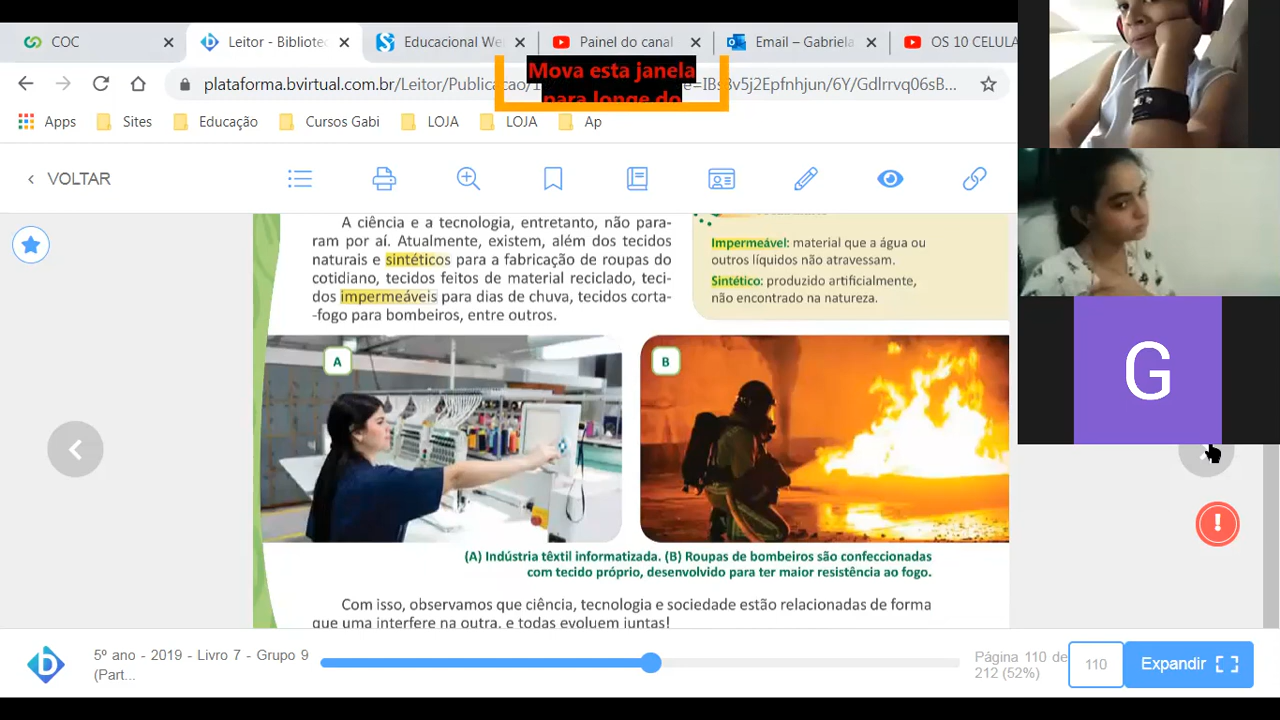 COC
Leitor - Bibliotec
Educacional We
Painel do canal
Email – Gabriela
OS 10 CELULA
Mova esta janela
para longe do
plataforma.bvirtual.com.br/Leitor/Publicacao/
Apps
Sites
Educação
Cursos Gabi
LOJA
LOJA
Ap
VOLTAR
A ciência e a tecnologia, entretanto, não para-
ram por aí. Atualmente, existem, além dos tecidos
naturais e sintéticos para a fabricação de roupas do
cotidiano, tecidos feitos de material reciclado, teci-
dos impermeáveis para dias de chuva, tecidos corta-
-fogo para bombeiros, entre outros.
Impermeável: material que a água ou
outros líquidos não atravessam.
Sintético: produzido artificialmente,
não encontrado na natureza.
A
B
G
(A) Indústria têxtil informatizada. (B) Roupas de bombeiros são confeccionadas
com tecido próprio, desenvolvido para ter maior resistência ao fogo.
Com isso, observamos que ciência, tecnologia e sociedade estão relacionadas de forma
que uma interfere na outra, e todas evoluem juntas!
5º ano - 2019 - Livro 7 - Grupo 9
(Part...
Página 110 de
212 (52%)
110
Expandir